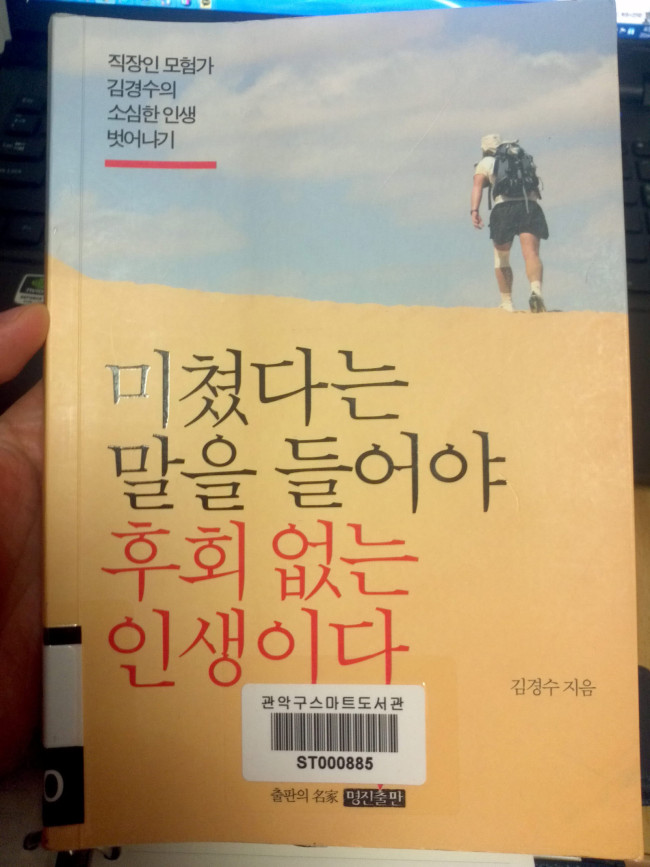 직장인 모험가
김경수의
소심한 인생
벗어나기
미쳤다는
말을 들어야
후회 없는
인생이다
김경수 지음
관악구스마트도서관
ST000885
출판의 名家 명진출판